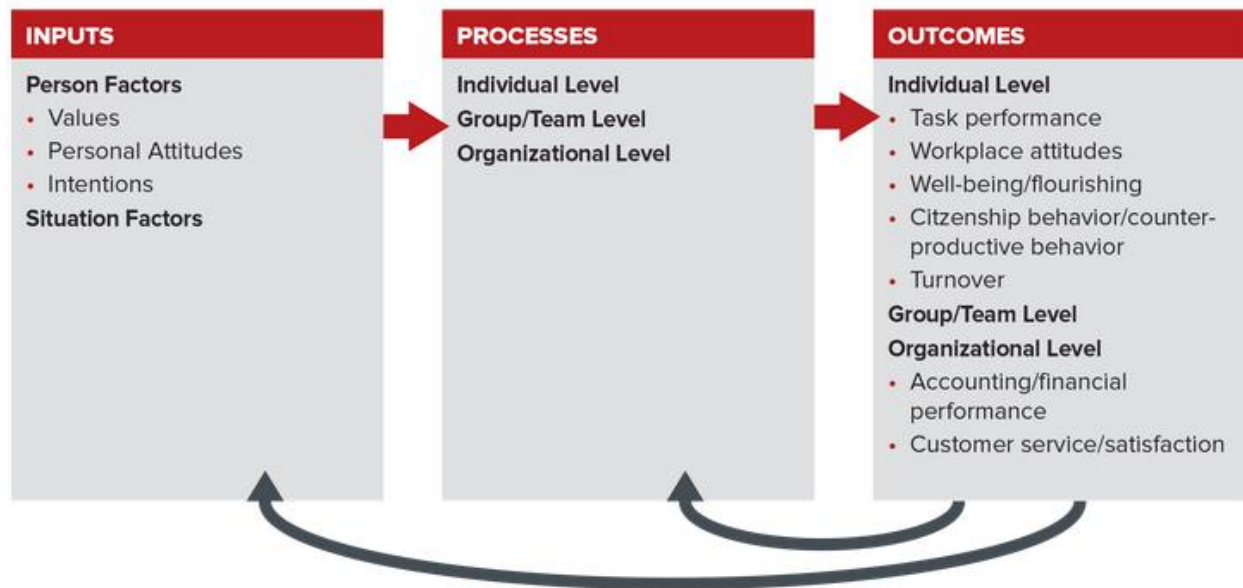 INPUTS
Person Factors
• Values
• Personal Attitudes
• Intentions
Situation Factors
PROCESSES
Individual Level
Group/Team Level
Organizational Level
OUTCOMES
Individual Level
• Task performance
• Workplace attitudes
• Well-being/flourishing
• Citzenship behavior/counter-
productive behavior
• Turnover
Group/Team Level
Organizational Level
• Accounting/financial
performance
• Customer service/satisfaction